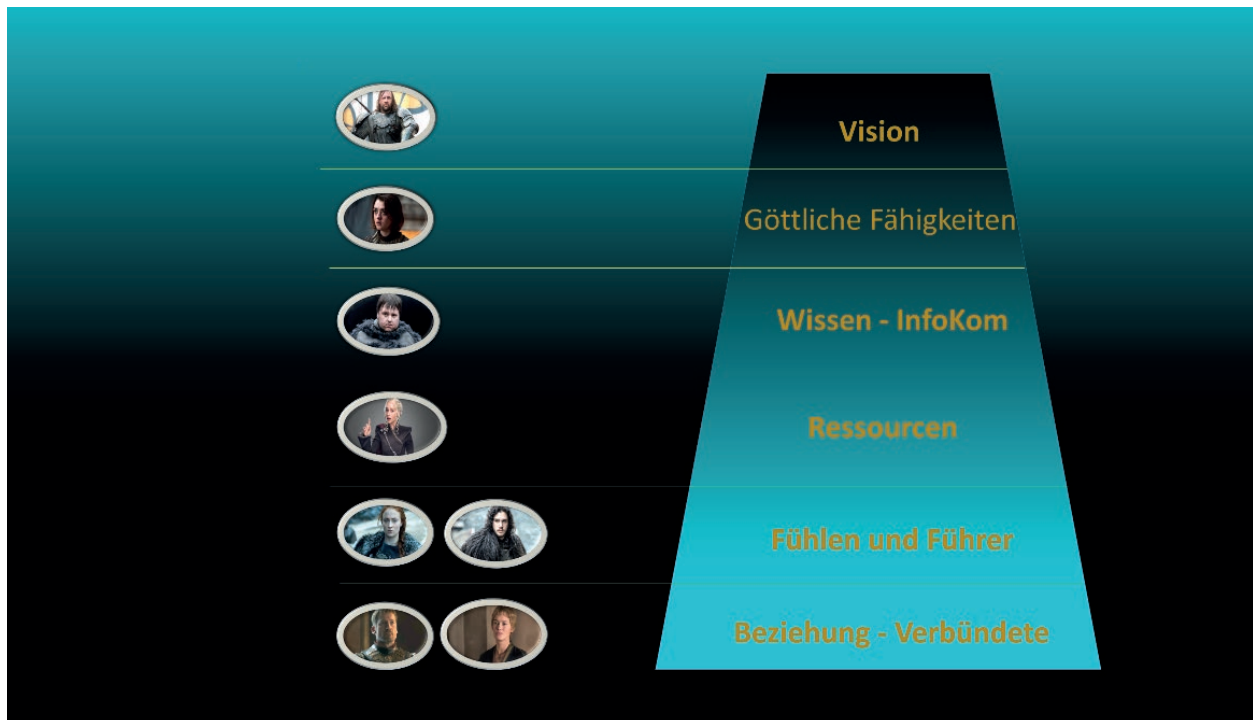 Vision
Göttliche Fähigkeiten
Wissen - InfoKom
Ressourcen
Fühlen und Führer
Beziehung - Verbündete